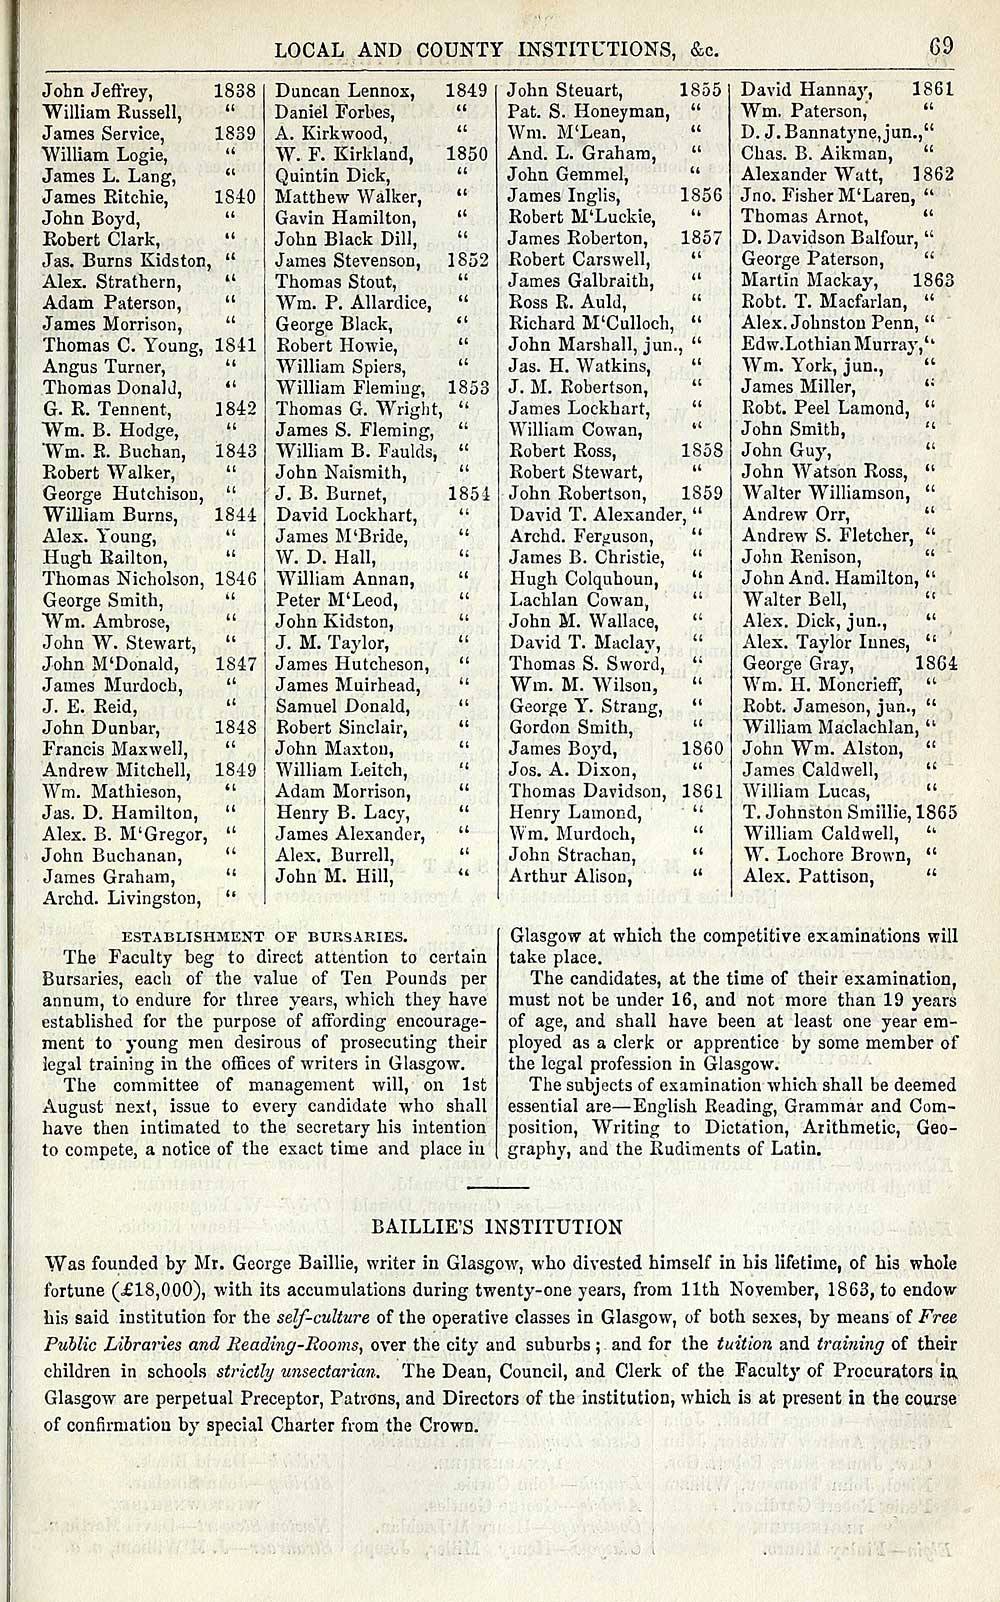 LOCAL AND COUNTY INSTITUTIONS, &c. 69
John Jeffrey, 1838
William Russell, “
James Service, 1839
William Logie, “
James L. Lang, “
James Ritchie, 1840
John Boyd, “
Robert Clark, “
Jas. Burns Kidston, “
Alex. Strathern, “
Adam Paterson, “
James Morrison, “
Thomas C. Young, 1841
Angus Turner, “
Thomas Donald, “
G. R. Tennent, 1842
Wm. B. Hodge, “
Wm. R. Buchan, 1843
Robert Walker, “
George Hutchison, “
William Burns, 1844
Alex. Young, “
Hugh Railton, “
Thomas Nicholson, 1846
George Smith, “
Wm. Ambrose, “
John W. Stewart, “
John M‘Donald, 1847
James Murdoch, “
J. E. Reid, “
John Dunbar, 1848
Francis Maxwell, “
Andrew Mitchell, 1849
Wm. Mathieson, “
Jas. D. Hamilton, “
Alex. B. M‘Gregor, “
John Buchanan, “
James Graham, “
Archd. Livingston, “
Duncan Lennox, 1849
Daniel Forbes, “
A. Kirkwood, “
W. F. Kirkland, 1850
Quintin Dick, “
Matthew Walker, “
Gavin Hamilton, “
John Black Dill, “
James Stevenson, 1852
Thomas Stout, “
Wm. P. Allardice, “
George Black, “
Robert Howie, “
William Spiers, “
William Fleming, 1853
Thomas G. Wright, “
James S. Fleming, “
William B. Faulds, “
John Naismith, “
J. B. Burnet, 1854
David Lockhart, “
James M‘Bride, “
W. D. Hall, “
William Annan, “
Peter M‘Leod, “
John Kidston, “
J. M. Taylor, “
James Hutcheson, “
James Muirhead, “
Samuel Donald, “
Robert Sinclair, “
John Maxton, “
William Leitch, “
Adam Morrison, “
Henry B. Lacy, “
James Alexander, “
Alex. Burrell, “
John M. Hill, “
John Steuart, 1855
Pat. S. Honeyman, “
Wm. M‘Lean, “
And. L. Graham, “
John Gemmel, “
James Inglis, 1856
Robert M‘Luckie, “
James Roberton, 1857
Robert Carswell, “
James Galbraith, “
Ross R. Auld, “
Richard M‘Culloch, “
John Marshall, jun., “
Jas. H. Watkins, “
J. M. Robertson, “
James Lockhart, “
William Cowan, “
Robert Ross, 1858
Robert Stewart, “
John Robertson, 1859
David T. Alexander, “
Archd. Ferguson, “
James B. Christie, “
Hugh Colquhoun, “
Lachlan Cowan, “
John M. Wallace, “
David T. Maclay, “
Thomas S. Sword, “
Wm. M. Wilson, “
George Y. Strang, “
Gordon Smith, “
James Boyd, 1860
Jos. A. Dixon, “
Thomas Davidson, 1861
Henry Lamond, “
Wm. Murdoch, “
John Strachan, “
Arthur Alison, “
David Hannay, 1861
Wm. Paterson, “
D. J. Bannatyne, jun., “
Chas. B. Aikman, “
Alexander Watt, 1862
Jno. Fisher M‘Laren, “
Thomas Arnot, “
D. Davidson Balfour, “
George Paterson, “
Martin Mackay, 1863
Robt. T. Macfarlan, “
Alex. Johnston Penn, “
Edw. Lothian Murray, “
Wm. York, jun., “
James Miller, “
Robt. Peel Lamond, “
John Smith, “
John Guy, “
John Watson Ross, “
Walter Williamson, “
Andrew Orr, “
Andrew S. Fletcher, “
John Renison, “
John And. Hamilton, “
Walter Bell, “
Alex. Dick, jun., “
Alex. Taylor Innes, “
George Gray, 1864
Wm. H. Moncrieff, “
Robt. Jameson, jun., “
William Maclachlan, “
John Wm. Alston, “
James Caldwell, “
William Lucas, “
T. Johnston Smillie, 1865
William Caldwell, “
W. Lochore Brown, “
Alex. Pattison, “
ESTABLISHMENT OF BURSARIES.
The Faculty beg to direct attention to certain
Bursaries, each of the value of Ten Pounds per
annum, to endure for three years, which they have
established for the purpose of affording encourage-
ment to young men desirous of prosecuting their
legal training in the offices of writers in Glasgow.
The committee of management will, on 1st
August next, issue to every candidate who shall
have then intimated to the secretary his intention
to compete, a notice of the exact time and place in
Glasgow at which the competitive examinations will
take place.
The candidates, at the time of their examination,
must not be under 16, and not more than 19 years
of age, and shall have been at least one year em-
ployed as a clerk or apprentice by some member of
the legal profession in Glasgow.
The subjects of examination which shall be deemed
essential are—English Reading, Grammar and Com-
position, Writing to Dictation, Arithmetic, Geo-
graphy, and the Rudiments of Latin.
BAILLIE'S INSTITUTION
Was founded by Mr. George Baillie, writer in Glasgow, who divested himself in his lifetime, of his whole
fortune (£18,000), with its accumulations during twenty-one years, from 11th November, 1863, to endow
his said institution for the self-culture of the operative classes in Glasgow, of both sexes, by means of Free
Public Libraries and Reading-Rooms, over the city and suburbs; and for the tuition and training of their
children in schools strictly unsectarian. The Dean, Council, and Clerk of the Faculty of Procurators in
Glasgow are perpetual Preceptor, Patrons, and Directors of the institution, which is at present in the course
of confirmation by special Charter from the Crown.